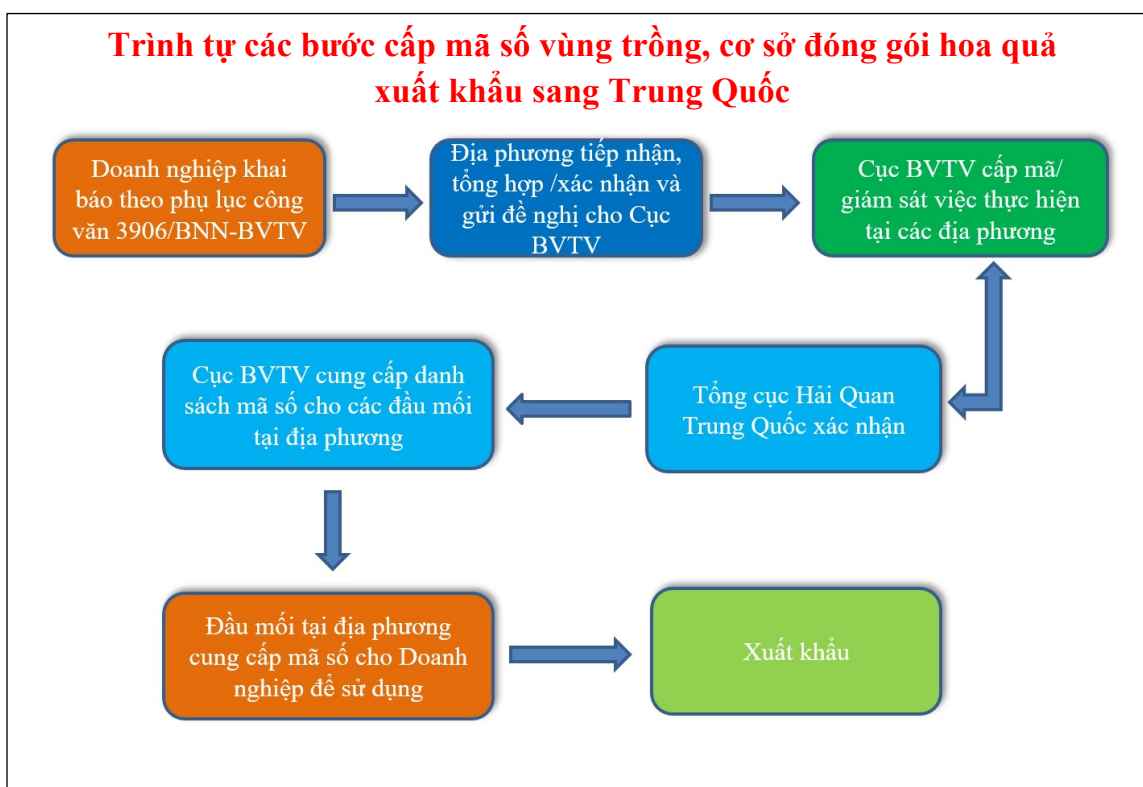 Trình tự các bước cấp mã số vùng trồng, cơ sở đóng gói hoa quả
xuất khẩu sang Trung Quốc
Doanh nghiệp khai
báo theo phụ lục công
văn 3906/BNN-BVTV
Địa phương tiếp nhận,
tổng hợp /xác nhận và
gửi đề nghị cho Cục
BVTV
Cục BVTV cấp mã/
giám sát việc thực hiện
tại các địa phương
Cục BVTV cung cấp danh
sách mã số cho các đầu mối
tại địa phương
Tổng cục Hải Quan
Trung Quốc xác nhận
Đầu mối tại địa phương
cung cấp mã số cho Doanh
nghiệp để sử dụng
Xuất khẩu